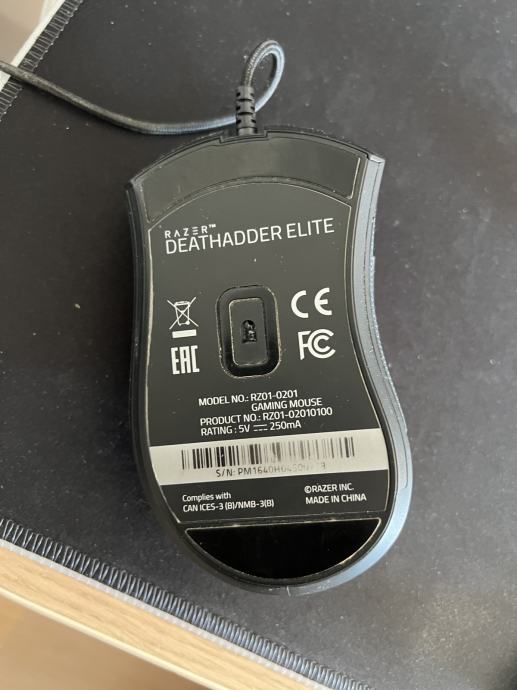 RAZER™
DEATHADDER ELITE
CE
EAC
FC
MODEL NO.: RZ01-0201
GAMING MOUSE
PRODUCT NO.: RZ01-02010100
RATING : 5V ⎓ 250mA
S/N:
Complies with
CAN ICES-3 (B)/NMB-3(B)
©RAZER INC.
MADE IN CHINA